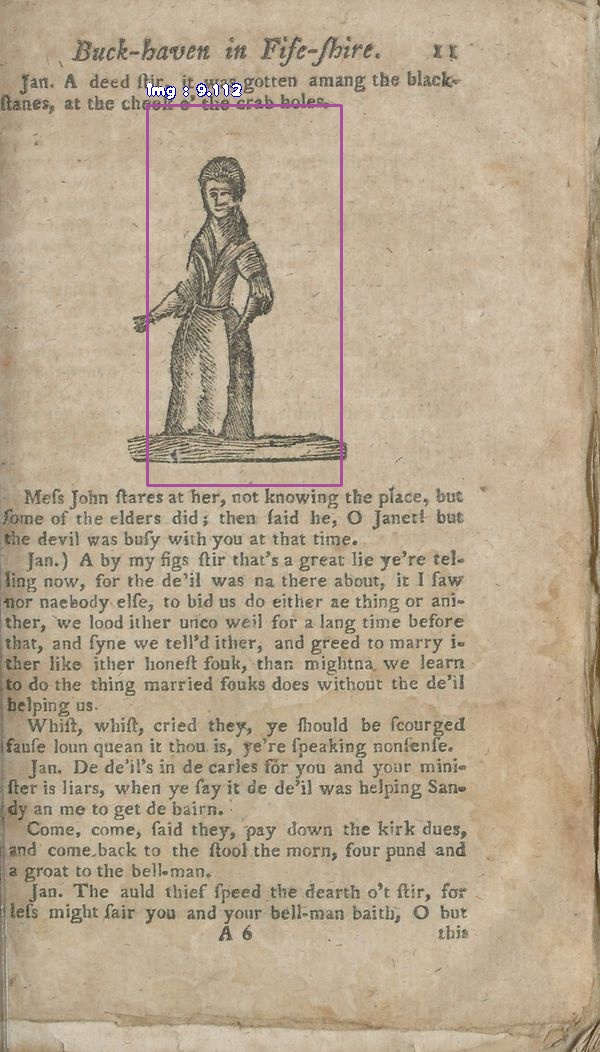 Buck-haven in Fife-ſhire. 11
Jan. A deed ſtir, it was gotten amang the black-
ſtanes, at the cheek o' the crab holes.
Img : 9.112
Meſs John ſtares at her, not knowing the place, but
ſome of the elders did; then ſaid he, O Janet! but
the devil was buſy with you at that time.
Jan.) A by my figs ſtir that's a great lie ye're tel-
ling now, for the de'il was na there about, it I ſaw
nor naebody elſe, to bid us do either ae thing or ani-
ther, we lood ither unco weil for a lang time before
that, and ſyne we tell'd ither, and greed to marry i-
ther like ither honeſt fouk, than mightna we learn
to do the thing married fouks does without the de'il
helping us.
Whiſt, whiſt, cried they, ye ſhould be ſcourged
fauſe loun quean it thou is, ye're ſpeaking nonſenſe.
Jan. De de'il's in de carles for you and your mini-
ſter is liars, when ye ſay it de de'il was helping San-
dy an me to get de bairn.
Come, come, ſaid they, pay down the kirk dues,
and come back to the ſtool the morn, four pund and
a groat to the bell-man.
Jan. The auld thief ſpeed the dearth o't ſtir, for
leſs might ſair you and your bell-man baith, O but
A 6 this